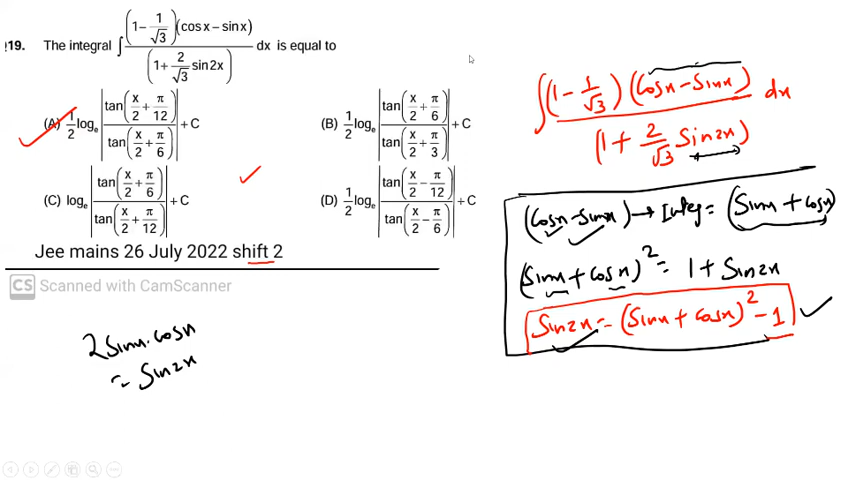 Q19. The integral ∫ (1 - 1/√3)(cos x - sin x) / (1 + 2/√3 sin 2x) dx is equal to
(A) 1/2 logₑ |tan(x/2 + π/12) / tan(x/2 + π/6)| + C
(B) 1/2 logₑ |tan(x/2 + π/6) / tan(x/2 + π/3)| + C
(C) logₑ |tan(x/2 + π/6) / tan(x/2 + π/12)| + C
(D) 1/2 logₑ |tan(x/2 - π/12) / tan(x/2 - π/6)| + C
Jee mains 26 July 2022 shift 2
CS Scanned with CamScanner
2 sinx. cosx
= sin2x
∫ (1 - 1/√3) (cosx - sinx) / (1 + 2/√3 sin2x) dx
(cosx - sinx) → Integ = (sinx + cosx)
(sinx + cosx)² = 1 + sin2x
sin2x = (sinx + cosx)² - 1